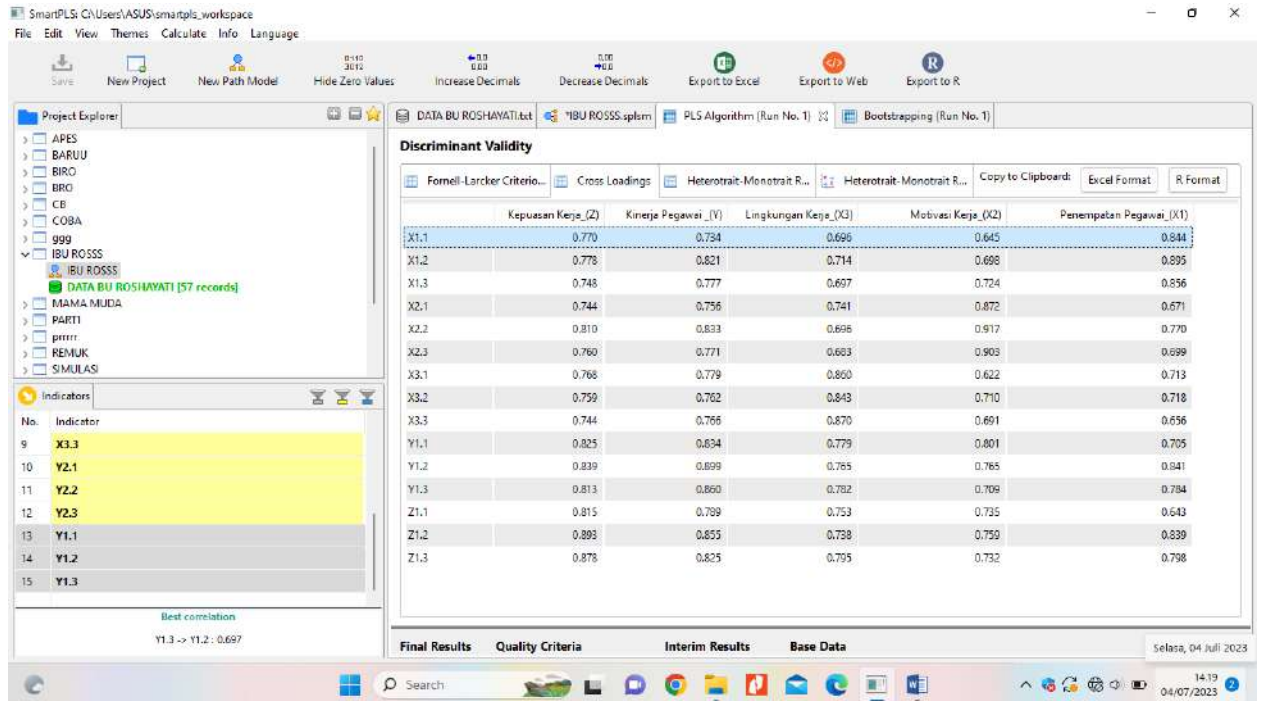 SmartPLS: C:\Users\ASUS\smartpls_workspace
File Edit View Themes Calculate Info Language
Save New Project New Path Model Hide Zero Values Increase Decimals Decrease Decimals Export to Excel Export to Web Export to R
Project Explorer
APES
BARUU
BIRO
BRO
CB
COBA
ggg
IBU ROSSS
IBU ROSSS
DATA BU ROSHAYATI [57 records]
MAMA MUDA
PART1
REMUK
SIMULASI
Indicators
No. Indicator
9 X3.3
10 Y2.1
11 Y2.2
12 Y2.3
13 Y1.1
14 Y1.2
15 Y1.3
Best correlation
Y1.3 -> Y1.2 : 0.697
DATA BU ROSHAYATI.txt *IBU ROSSS.splsm PLS Algorithm (Run No. 1) Bootstrapping (Run No. 1)
Discriminant Validity
Fornell-Larcker Criterio... Cross Loadings Heterotrait-Monotrait R... Heterotrait-Monotrait R... Copy to Clipboard: Excel Format R Format
Kepuasan Kerja_(Z) Kinerja Pegawai _(Y) Lingkungan Kerja_(X3) Motivasi Kerja_(X2) Penempatan Pegawai_(X1)
X1.1 0.770 0.734 0.696 0.645 0.844
X1.2 0.778 0.821 0.714 0.698 0.895
X1.3 0.748 0.777 0.697 0.724 0.856
X2.1 0.744 0.756 0.741 0.872 0.671
X2.2 0.810 0.833 0.696 0.917 0.770
X2.3 0.760 0.771 0.683 0.903 0.699
X3.1 0.768 0.779 0.860 0.622 0.713
X3.2 0.759 0.762 0.843 0.710 0.718
X3.3 0.744 0.766 0.870 0.691 0.656
Y1.1 0.825 0.834 0.779 0.801 0.705
Y1.2 0.839 0.899 0.765 0.765 0.841
Y1.3 0.813 0.860 0.782 0.709 0.784
Z1.1 0.815 0.789 0.753 0.735 0.643
Z1.2 0.893 0.855 0.738 0.759 0.839
Z1.3 0.878 0.825 0.795 0.732 0.798
Final Results Quality Criteria Interim Results Base Data
Selasa, 04 Juli 2023
Search
14.19
04/07/2023 2